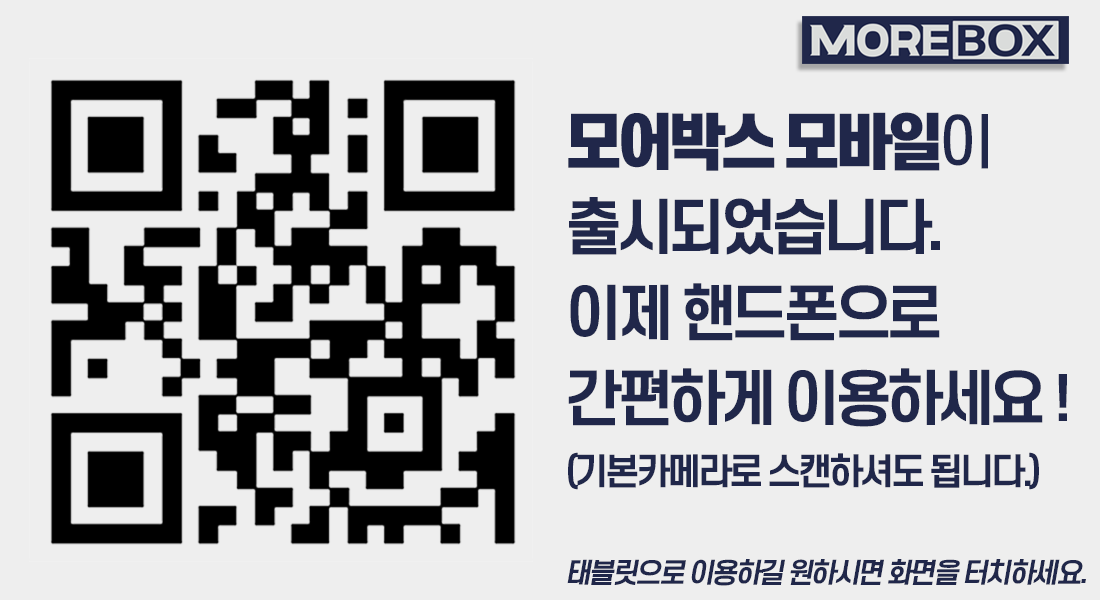 MOREBOX
모어박스 모바일이
출시되었습니다.
이제 핸드폰으로
간편하게 이용하세요 !
(기본카메라로 스캔하셔도 됩니다.)
태블릿으로 이용하길 원하시면 화면을 터치하세요.